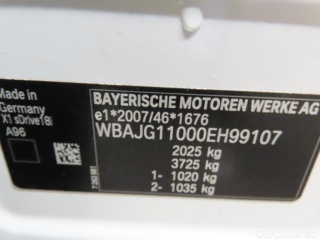 Made in
Germany
X1 sDrive18i
A96
BAYERISCHE MOTOREN WERKE AG
e1*2007/46*1676
WBAJG11000EH99107
2025 kg
3725 kg
1- 1020 kg
2- 1035 kg